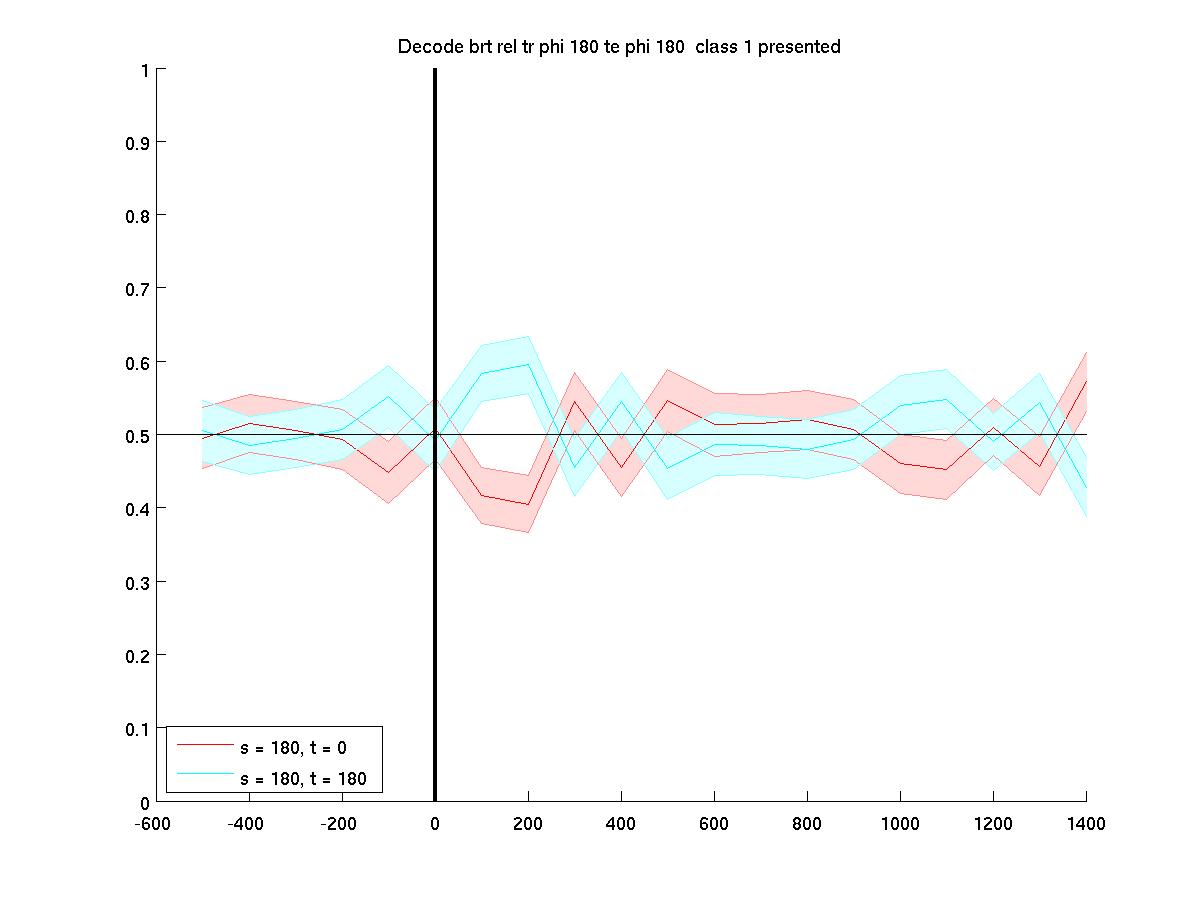 Decode brt rel tr phi 180 te phi 180 class 1 presented
1
0.9
0.8
0.7
0.6
0.5
0.4
0.3
0.2
0.1
0
s = 180, t = 0
s = 180, t = 180
-600 -400 -200 0 200 400 600 800 1000 1200 1400